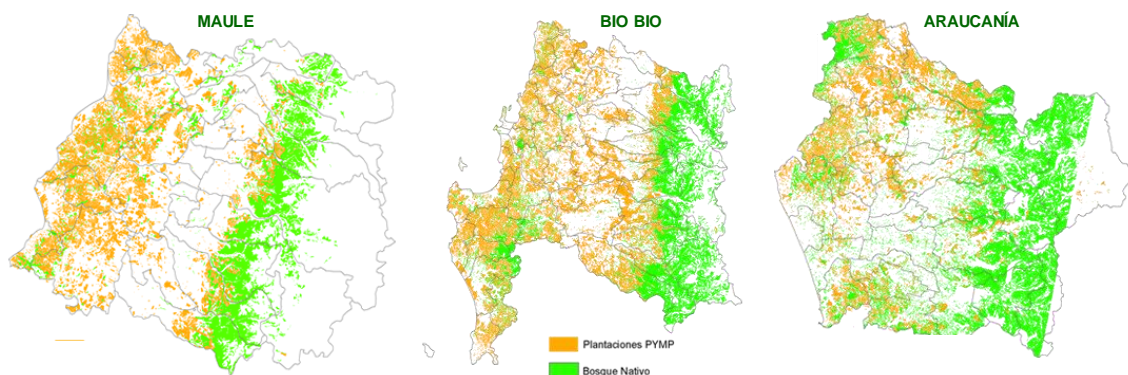 MAULE
BIO BIO
ARAUCANÍA
Plantaciones PYMP
Bosque Nativo